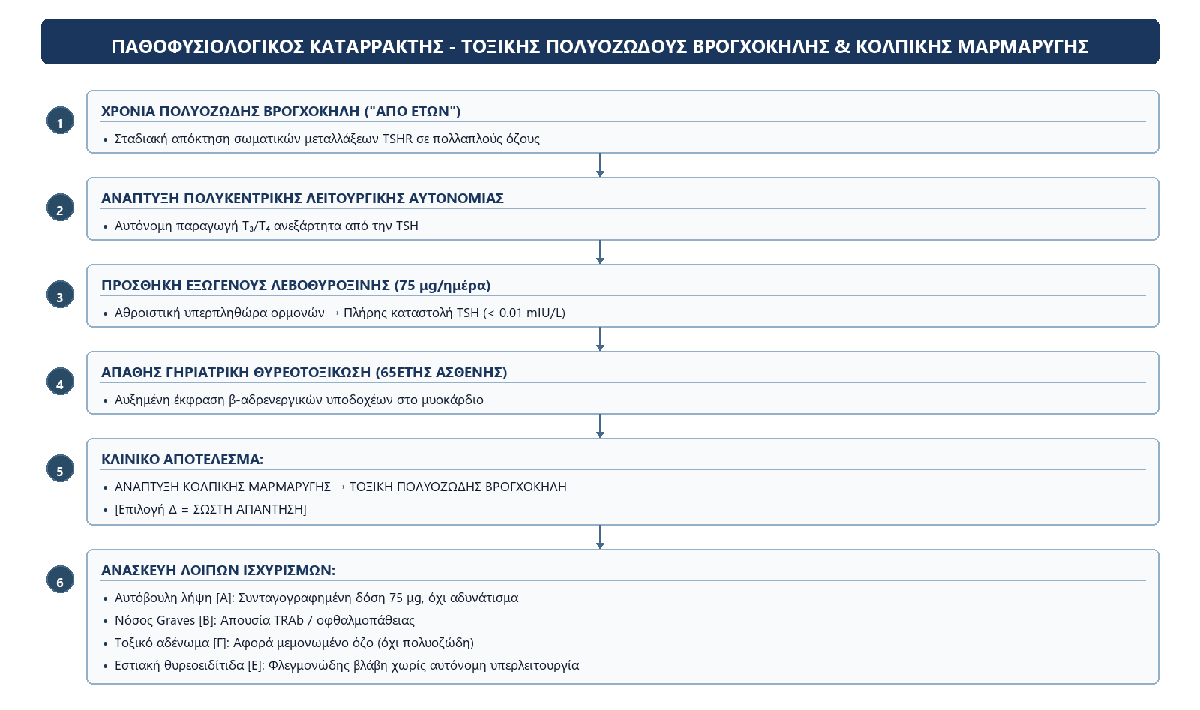 ΠΑΘΟΦΥΣΙΟΛΟΓΙΚΟΣ ΚΑΤΑΡΡΑΚΤΗΣ - ΤΟΞΙΚΗΣ ΠΟΛΥΟΖΩΔΟΥΣ ΒΡΟΓΧΟΚΗΛΗΣ & ΚΟΛΠΙΚΗΣ ΜΑΡΜΑΡΥΓΗΣ
1
ΧΡΟΝΙΑ ΠΟΛΥΟΖΩΔΗΣ ΒΡΟΓΧΟΚΗΛΗ ("ΑΠΟ ΕΤΩΝ")
• Σταδιακή απόκτηση σωματικών μεταλλάξεων TSHR σε πολλαπλούς όζους
2
ΑΝΑΠΤΥΞΗ ΠΟΛΥΚΕΝΤΡΙΚΗΣ ΛΕΙΤΟΥΡΓΙΚΗΣ ΑΥΤΟΝΟΜΙΑΣ
• Αυτόνομη παραγωγή T₃/T₄ ανεξάρτητα από την TSH
3
ΠΡΟΣΘΗΚΗ ΕΞΩΓΕΝΟΥΣ ΛΕΒΟΘΥΡΟΞΙΝΗΣ (75 μg/ημέρα)
• Αθροιστική υπερπληθώρα ορμονών → Πλήρης καταστολή TSH (< 0.01 mIU/L)
4
ΑΠΑΘΗΣ ΓΗΡΙΑΤΡΙΚΗ ΘΥΡΕΟΤΟΞΙΚΩΣΗ (65ΕΤΗΣ ΑΣΘΕΝΗΣ)
• Αυξημένη έκφραση β-αδρενεργικών υποδοχέων στο μυοκάρδιο
5
ΚΛΙΝΙΚΟ ΑΠΟΤΕΛΕΣΜΑ:
• ΑΝΑΠΤΥΞΗ ΚΟΛΠΙΚΗΣ ΜΑΡΜΑΡΥΓΗΣ → ΤΟΞΙΚΗ ΠΟΛΥΟΖΩΔΗΣ ΒΡΟΓΧΟΚΗΛΗ
• [Επιλογή Δ = ΣΩΣΤΗ ΑΠΑΝΤΗΣΗ]
6
ΑΝΑΣΚΕΥΗ ΛΟΙΠΩΝ ΙΣΧΥΡΙΣΜΩΝ:
• Αυτόβουλη λήψη [Α]: Συνταγογραφημένη δόση 75 μg, όχι αδυνάτισμα
• Νόσος Graves [Β]: Απουσία TRAb / οφθαλμοπάθειας
• Τοξικό αδένωμα [Γ]: Αφορά μεμονωμένο όζο (όχι πολυοζώδη)
• Εστιακή θυρεοειδίτιδα [Ε]: Φλεγμονώδης βλάβη χωρίς αυτόνομη υπερλειτουργία